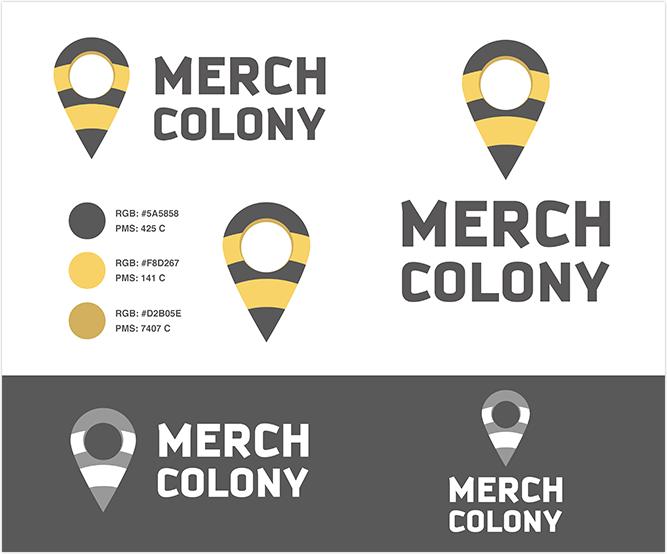 MERCH
COLONY
MERCH
COLONY
RGB: #5A5858
PMS: 425 C
RGB: #F8D267
PMS: 141 C
RGB: #D2B05E
PMS: 7407 C
MERCH
COLONY
MERCH
COLONY